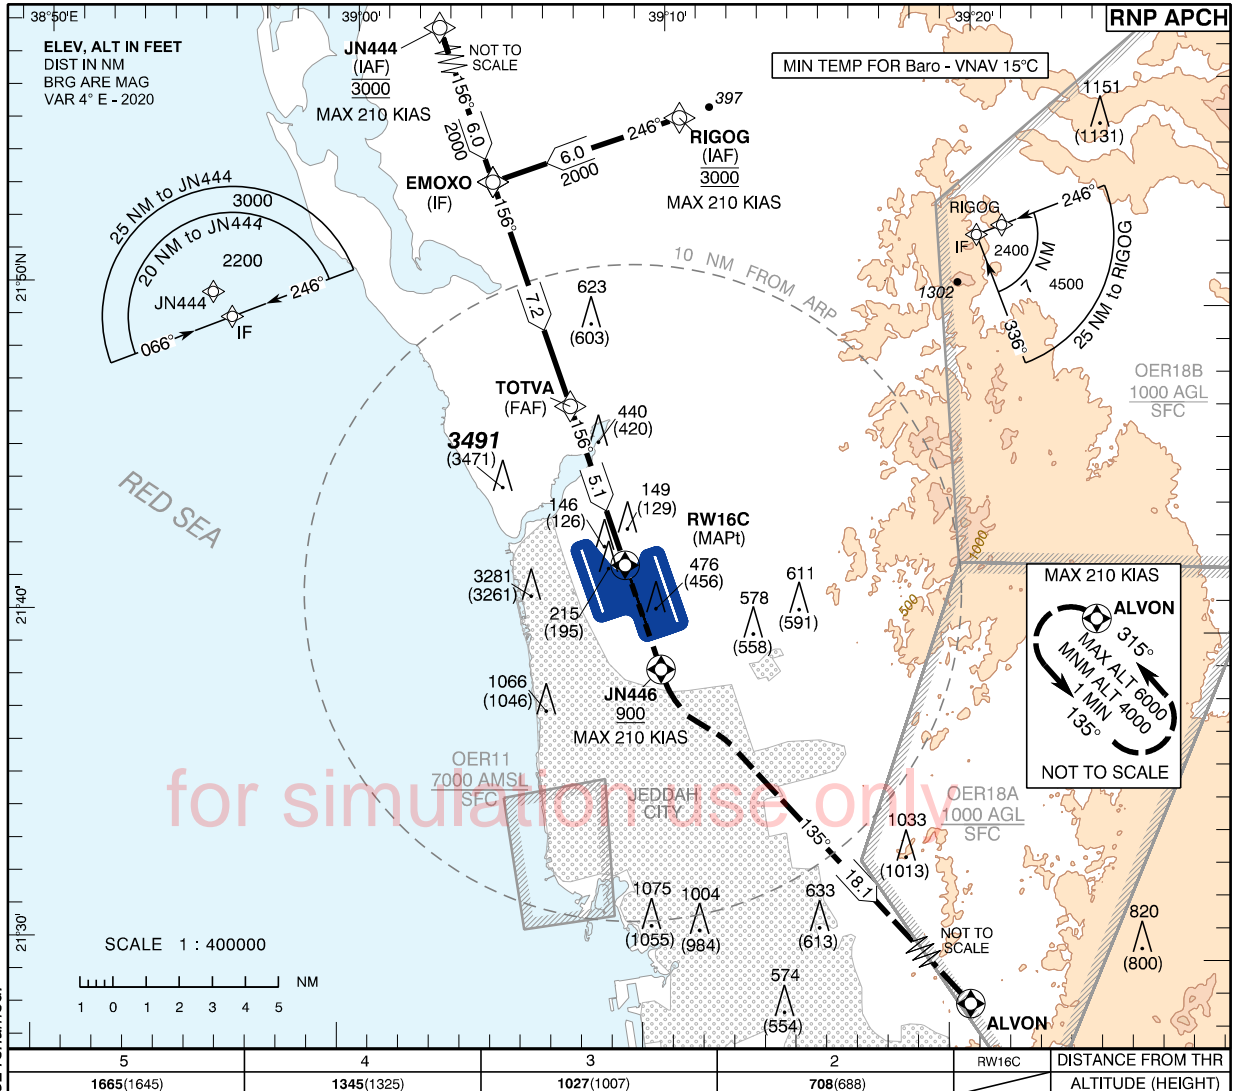 38°50'E
39°00'
39°10'
39°20'
RNP APCH
ELEV, ALT IN FEET
DIST IN NM
BRG ARE MAG
VAR 4° E - 2020
JN444
(IAF)
3000
MAX 210 KIAS
NOT TO
SCALE
156°
6.0
2000
MIN TEMP FOR Baro - VNAV 15°C
397
246°
6.0
2000
RIGOG
(IAF)
3000
MAX 210 KIAS
1151
(1131)
EMOXO
(IF)
156°
25 NM to JN444
3000
20 NM to JN444
2200
JN444
IF
246°
066°
RIGOG
IF
246°
2400
7 NM
4500
25 NM to RIGOG
336°
1302
21°50'N
10 NM FROM ARP
7.2
623
(603)
OER18B
1000 AGL
SFC
TOTVA
(FAF)
156°
440
(420)
3491
(3471)
5.1
RED SEA
149
(129)
146
(126)
RW16C
(MAPt)
476
(456)
215
(195)
3281
(3261)
611
(591)
578
(558)
1000
500
21°40'
MAX 210 KIAS
ALVON
315°
MAX ALT 6000
MNM ALT 4000
1 MIN
135°
NOT TO SCALE
1066
(1046)
JN446
900
MAX 210 KIAS
OER11
7000 AMSL
SFC
JEDDAH
CITY
for simulation use only
OER18A
1000 AGL
SFC
135°
1033
(1013)
18.1
1075
(1055)
1004
(984)
633
(613)
820
(800)
21°30'
NOT TO
SCALE
SCALE 1 : 400000
NM
1 0 1 2 3 4 5
574
(554)
ALVON
5 4 3 2 RW16C DISTANCE FROM THR
1665(1645) 1345(1325) 1027(1007) 708(688) ALTITUDE (HEIGHT)